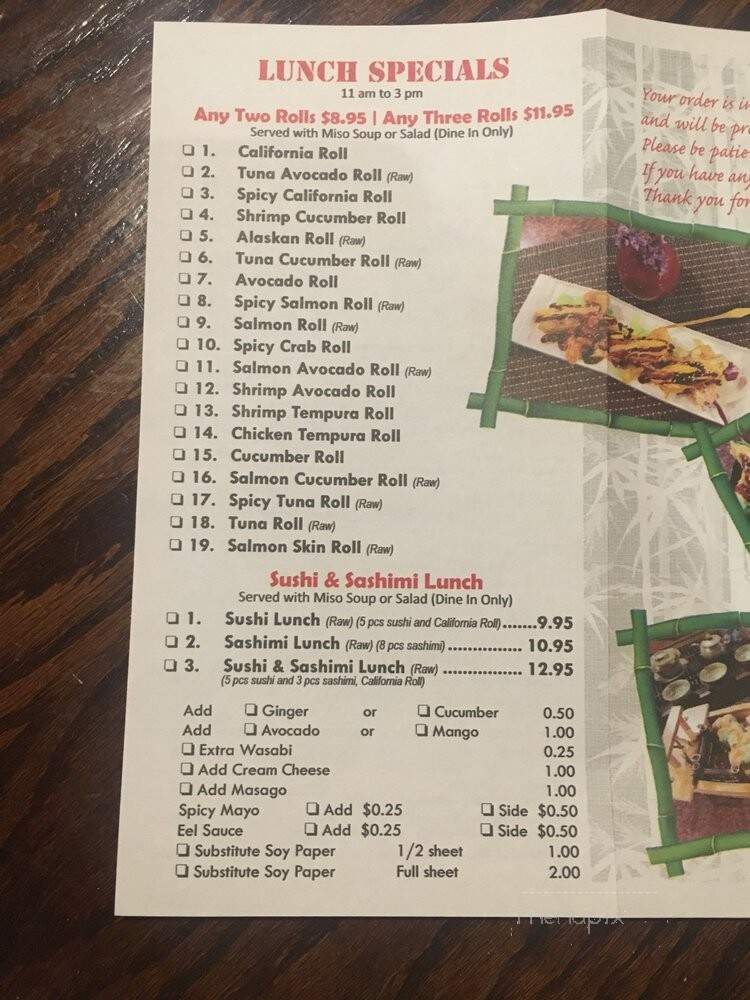 LUNCH SPECIALS
11 am to 3 pm
Any Two Rolls $8.95 | Any Three Rolls $11.95
Served with Miso Soup or Salad (Dine In Only)
❏ 1. California Roll
❏ 2. Tuna Avocado Roll (Raw)
❏ 3. Spicy California Roll
❏ 4. Shrimp Cucumber Roll
❏ 5. Alaskan Roll (Raw)
❏ 6. Tuna Cucumber Roll (Raw)
❏ 7. Avocado Roll
❏ 8. Spicy Salmon Roll (Raw)
❏ 9. Salmon Roll (Raw)
❏ 10. Spicy Crab Roll
❏ 11. Salmon Avocado Roll (Raw)
❏ 12. Shrimp Avocado Roll
❏ 13. Shrimp Tempura Roll
❏ 14. Chicken Tempura Roll
❏ 15. Cucumber Roll
❏ 16. Salmon Cucumber Roll (Raw)
❏ 17. Spicy Tuna Roll (Raw)
❏ 18. Tuna Roll (Raw)
❏ 19. Salmon Skin Roll (Raw)
Sushi & Sashimi Lunch
Served with Miso Soup or Salad (Dine In Only)
❏ 1. Sushi Lunch (Raw) (5 pcs sushi and California Roll).......9.95
❏ 2. Sashimi Lunch (Raw) (8 pcs sashimi) ............... 10.95
❏ 3. Sushi & Sashimi Lunch (Raw) ................ 12.95
(5 pcs sushi and 3 pcs sashimi, California Roll)
Add ❏ Ginger or ❏ Cucumber 0.50
Add ❏ Avocado or ❏ Mango 1.00
❏ Extra Wasabi 0.25
❏ Add Cream Cheese 1.00
❏ Add Masago 1.00
Spicy Mayo ❏ Add $0.25 ❏ Side $0.50
Eel Sauce ❏ Add $0.25 ❏ Side $0.50
❏ Substitute Soy Paper 1/2 sheet 1.00
❏ Substitute Soy Paper Full sheet 2.00
Your order is
and will be
Please be
If you have
Thank you
menupix